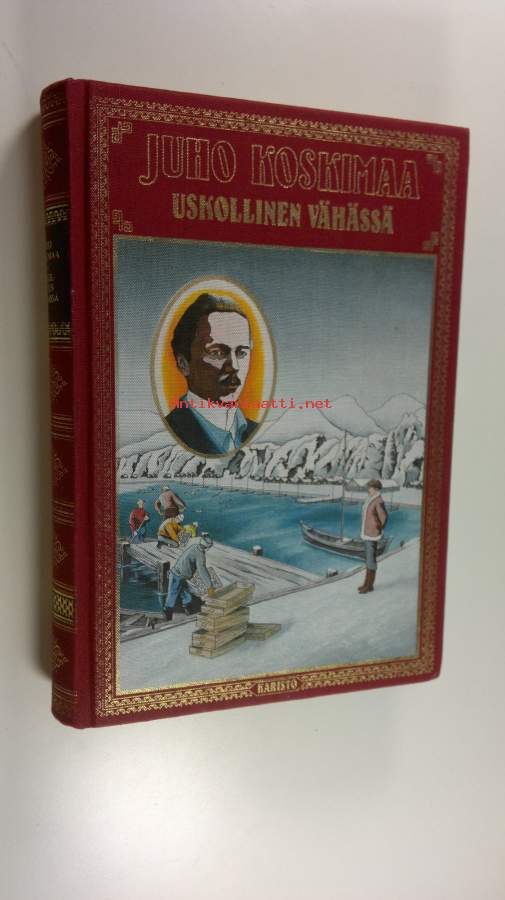 JUHO KOSKIMAA
USKOLLINEN VÄHÄSSÄ
Antikvariaatti.net
KARISTO